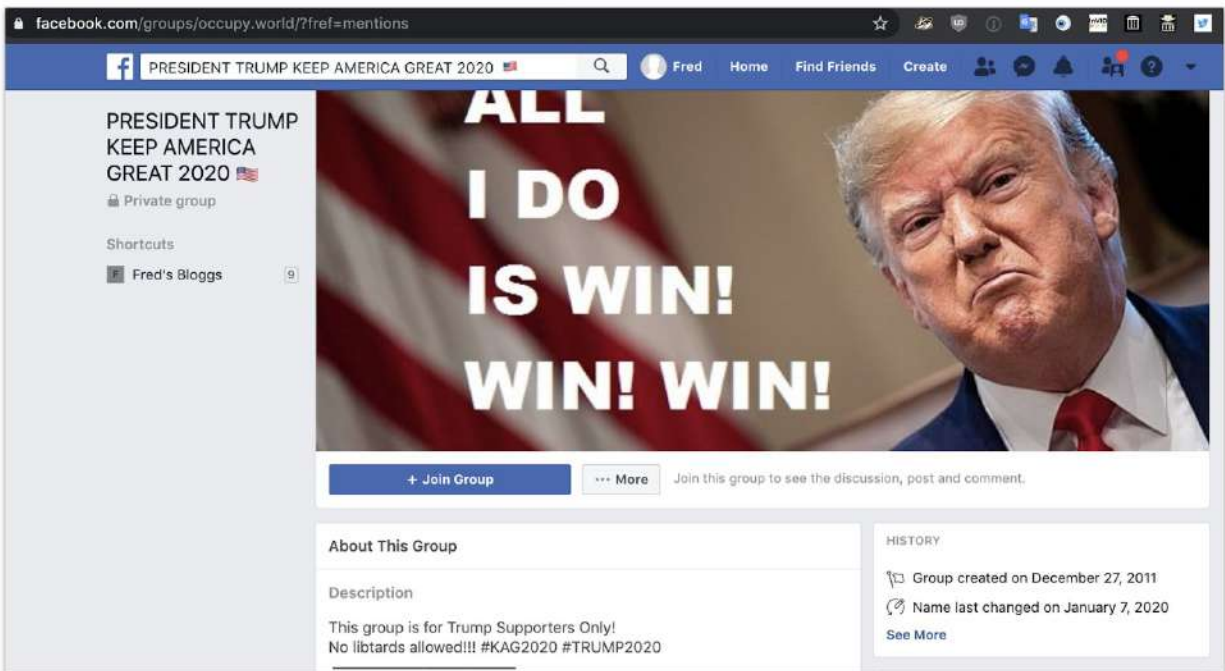 facebook.com/groups/occupy.world/?fref=mentions
PRESIDENT TRUMP KEEP AMERICA GREAT 2020 🇺🇸
Fred Home Find Friends Create
PRESIDENT TRUMP
KEEP AMERICA
GREAT 2020 🇺🇸
Private group
Shortcuts
F Fred's Bloggs 9
ALL
I DO
IS WIN!
WIN! WIN!
+ Join Group
••• More
Join this group to see the discussion, post and comment.
About This Group
Description
This group is for Trump Supporters Only!
No libtards allowed!!! #KAG2020 #TRUMP2020
HISTORY
Group created on December 27, 2011
Name last changed on January 7, 2020
See More